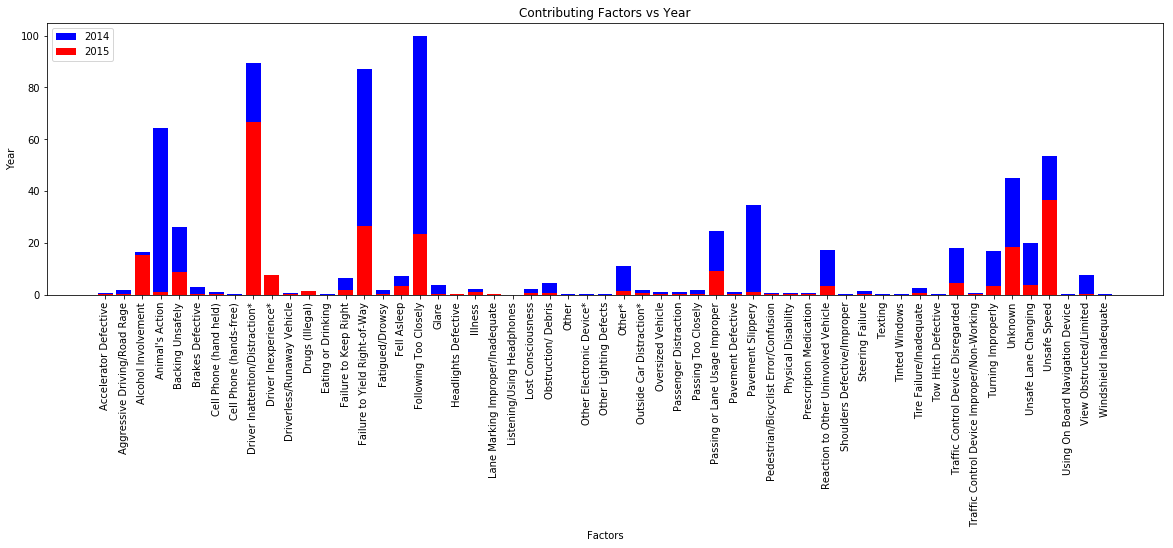 Contributing Factors vs Year
2014
2015
100
80
60
40
20
0
Year
Accelerator Defective
Aggressive Driving/Road Rage
Alcohol Involvement
Animal's Action
Backing Unsafely
Brakes Defective
Cell Phone (hand held)
Cell Phone (hands-free)
Driver Inattention/Distraction*
Driver Inexperience*
Driverless/Runaway Vehicle
Drugs (Illegal)
Eating or Drinking
Failure to Keep Right
Failure to Yield Right-of-Way
Fatigued/Drowsy
Fell Asleep
Following Too Closely
Glare
Headlights Defective
Illness
Lane Marking Improper/Inadequate
Listening/Using Headphones
Lost Consciousness
Obstruction/ Debris
Other
Other Electronic Device*
Other Lighting Defects
Other*
Outside Car Distraction*
Oversized Vehicle
Passenger Distraction
Passing Too Closely
Passing or Lane Usage Improper
Pavement Defective
Pavement Slippery
Pedestrian/Bicyclist Error/Confusion
Physical Disability
Prescription Medication
Reaction to Other Uninvolved Vehicle
Shoulders Defective/Improper
Steering Failure
Texting
Tinted Windows
Tire Failure/Inadequate
Tow Hitch Defective
Traffic Control Device Disregarded
Traffic Control Device Improper/Non-Working
Turning Improperly
Unknown
Unsafe Lane Changing
Unsafe Speed
Using On Board Navigation Device
View Obstructed/Limited
Windshield Inadequate
Factors